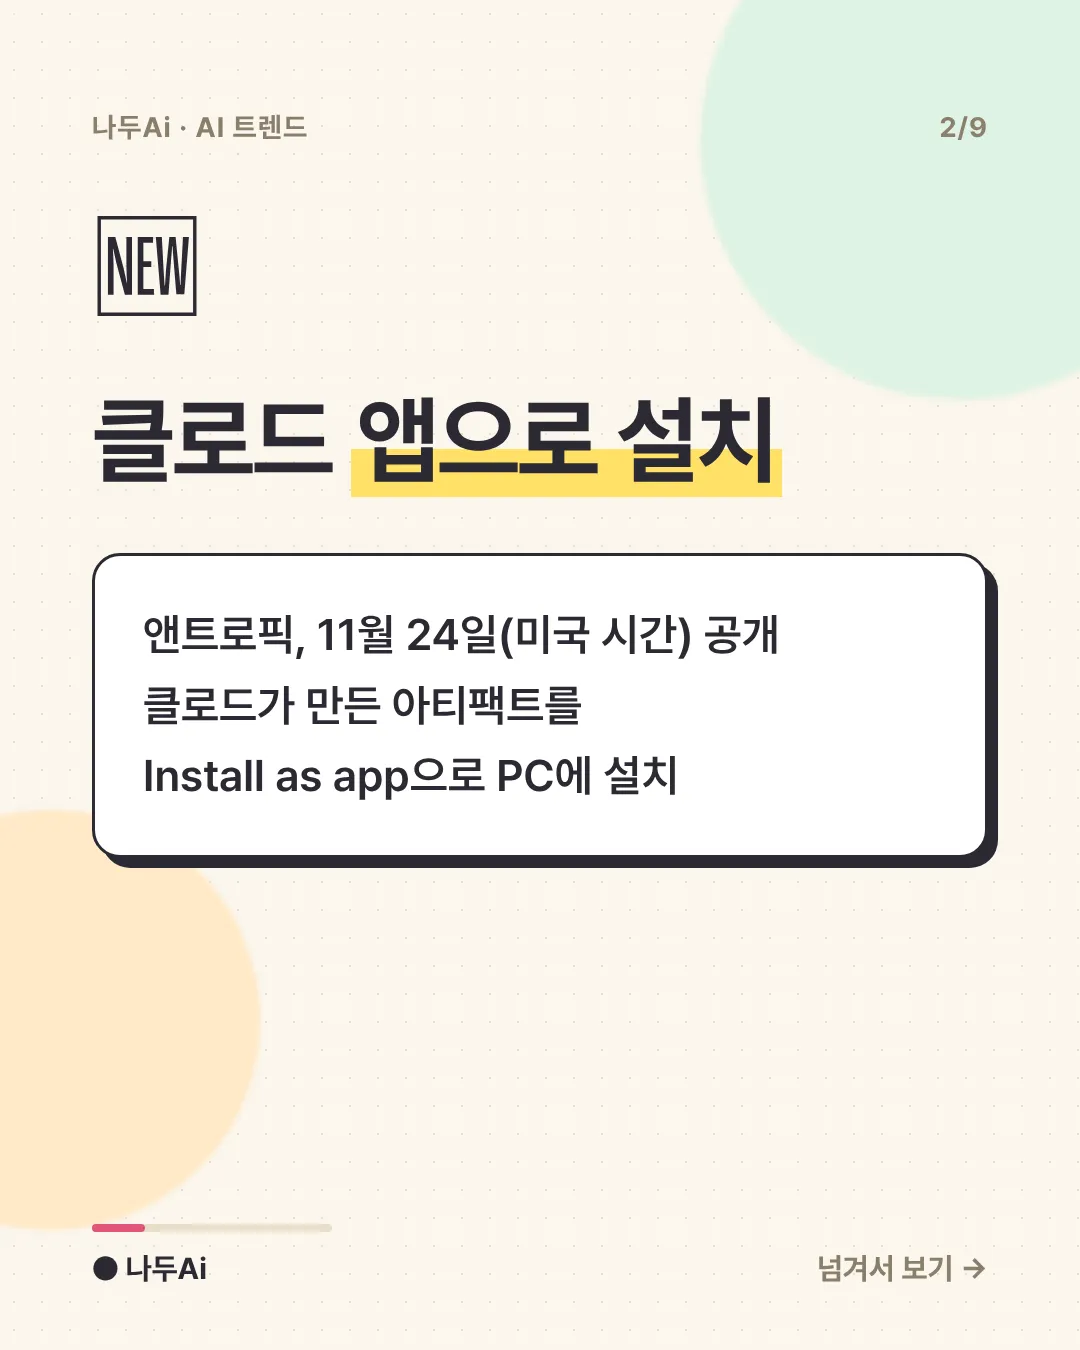 나두Ai · AI 트렌드
2/9
NEW
클로드 앱으로 설치
앤트로픽, 11월 24일(미국 시간) 공개
클로드가 만든 아티팩트를
Install as app으로 PC에 설치
나두Ai
넘겨서 보기 →